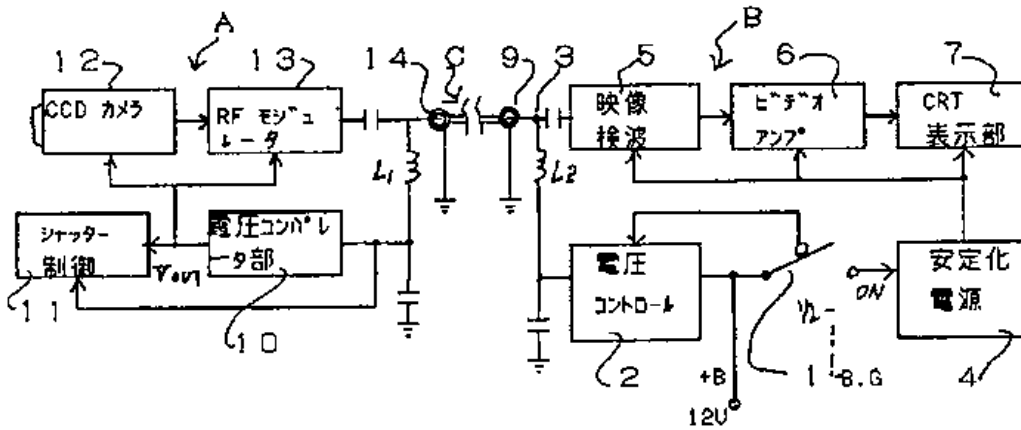 A
B
12
13
14
C
9
3
5
6
7
CCD カメラ
RF モジュ
レータ
映像
検波
ビデオ
アンプ
CRT
表示部
L1
L2
シャッター
制御
Vout
電圧コンパレ
ータ部
電圧
コントロール
ON
安定化
電源
11
10
2
1/2
1
B.G
4
+B
12V